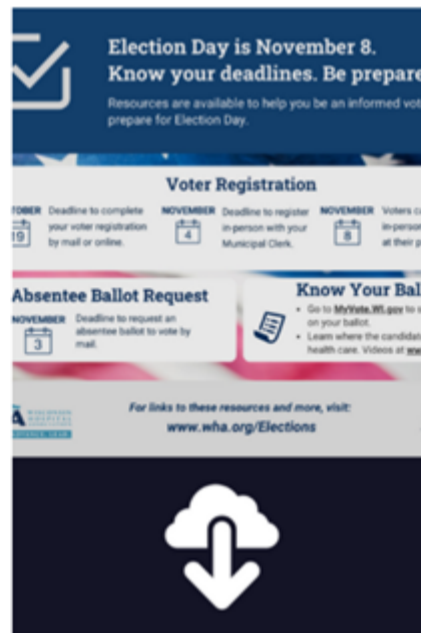 Election Day is November 8.
Know your deadlines. Be prepare
Resources are available to help you be an informed vot
prepare for Election Day.
Voter Registration
TOBER
19
Deadline to complete
your voter registration
by mail or online.
NOVEMBER
4
Deadline to register
in-person with your
Municipal Clerk.
NOVEMBER
8
Voters ca
in-person
at their p
Absentee Ballot Request
NOVEMBER
3
Deadline to request an
absentee ballot to vote by
mail.
Know Your Bal
• Go to MyVote.WI.gov to s
on your ballot.
• Learn where the candidat
health care. Videos at ww
A
WISCONSIN
HOSPITAL
For links to these resources and more, visit:
www.wha.org/Elections